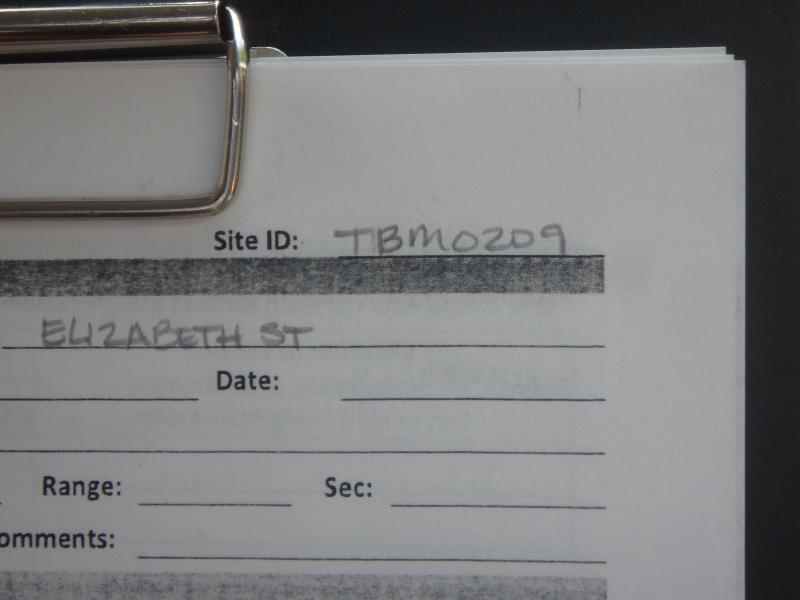 Site ID: TBM0209
ELIZABETH ST
Date:
Range: Sec:
omments: